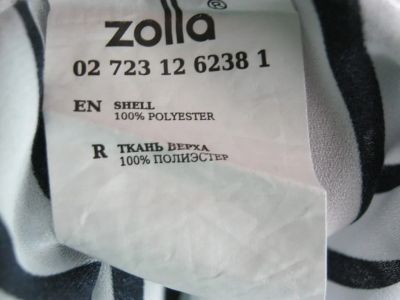 zolla
02 723 12 6238 1
EN SHELL
100% POLYESTER
R ТКАНЬ ВЕРХА
100% ПОЛИЭСТЕР